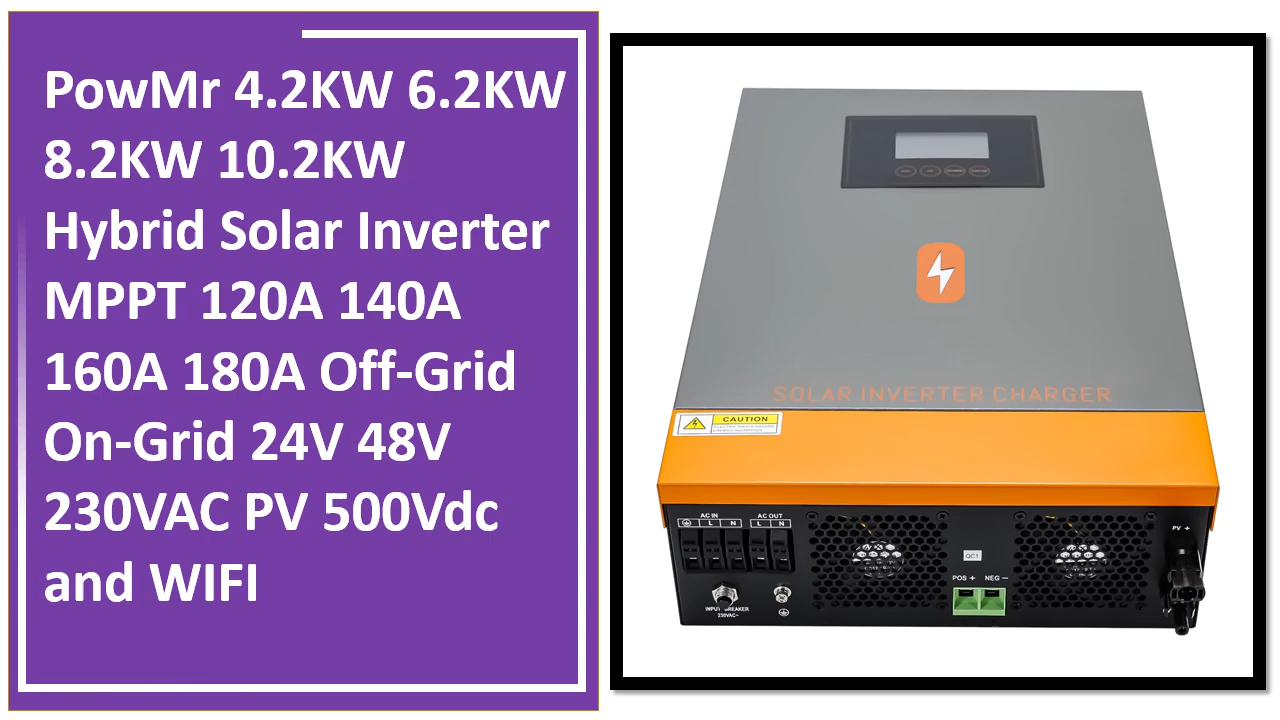 PowMr 4.2KW 6.2KW
8.2KW 10.2KW
Hybrid Solar Inverter
MPPT 120A 140A
160A 180A Off-Grid
On-Grid 24V 48V
230VAC PV 500Vdc
and WIFI
SOLAR INVERTER CHARGER
CAUTION
AC IN
AC OUT
L N L N
PV +
QC1
POS + NEG −
INPUT BREAKER
230VAC~